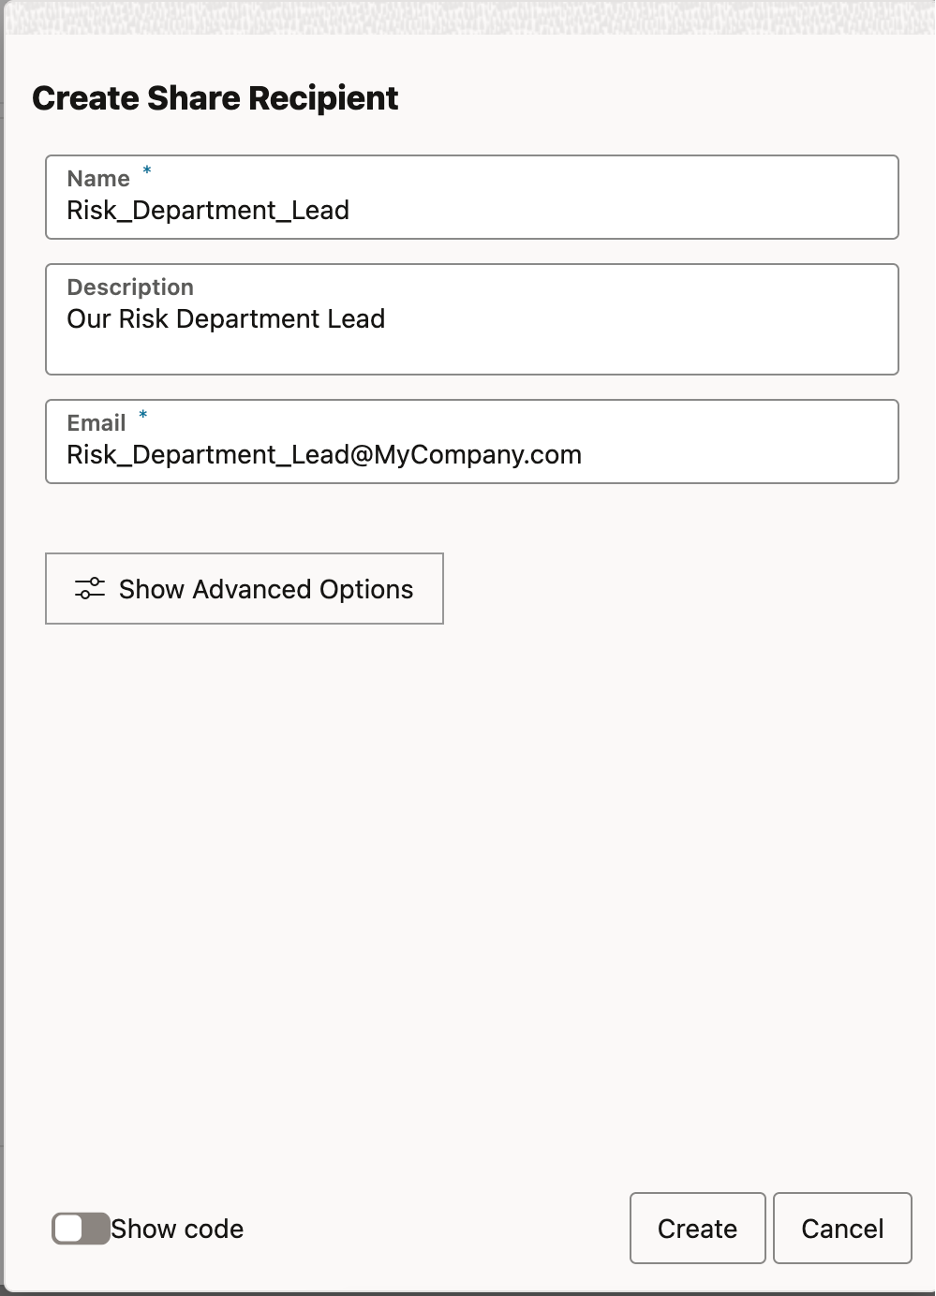 Create Share Recipient
Name *
Risk_Department_Lead
Description
Our Risk Department Lead
Email *
Risk_Department_Lead@MyCompany.com
Show Advanced Options
Show code
Create
Cancel